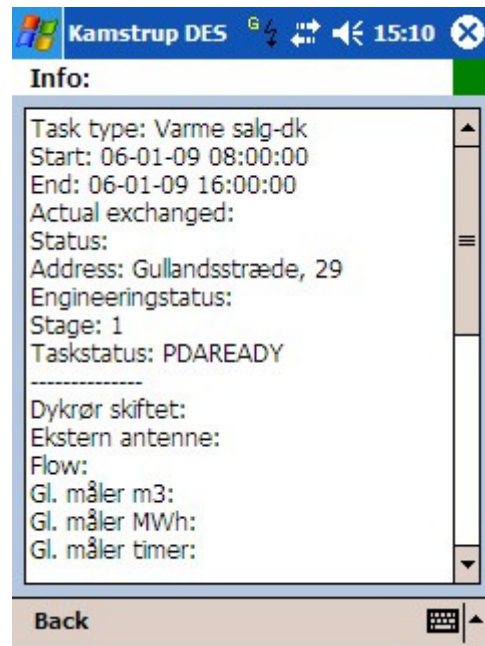 Kamstrup DES G 15:10
Info:
Task type: Varme salg-dk
Start: 06-01-09 08:00:00
End: 06-01-09 16:00:00
Actual exchanged:
Status:
Address: Gullandsstræde, 29
Engineeringstatus:
Stage: 1
Taskstatus: PDAREADY
--------------
Dykrør skiftet:
Ekstern antenne:
Flow:
Gl. måler m3:
Gl. måler MWh:
Gl. måler timer:
Back